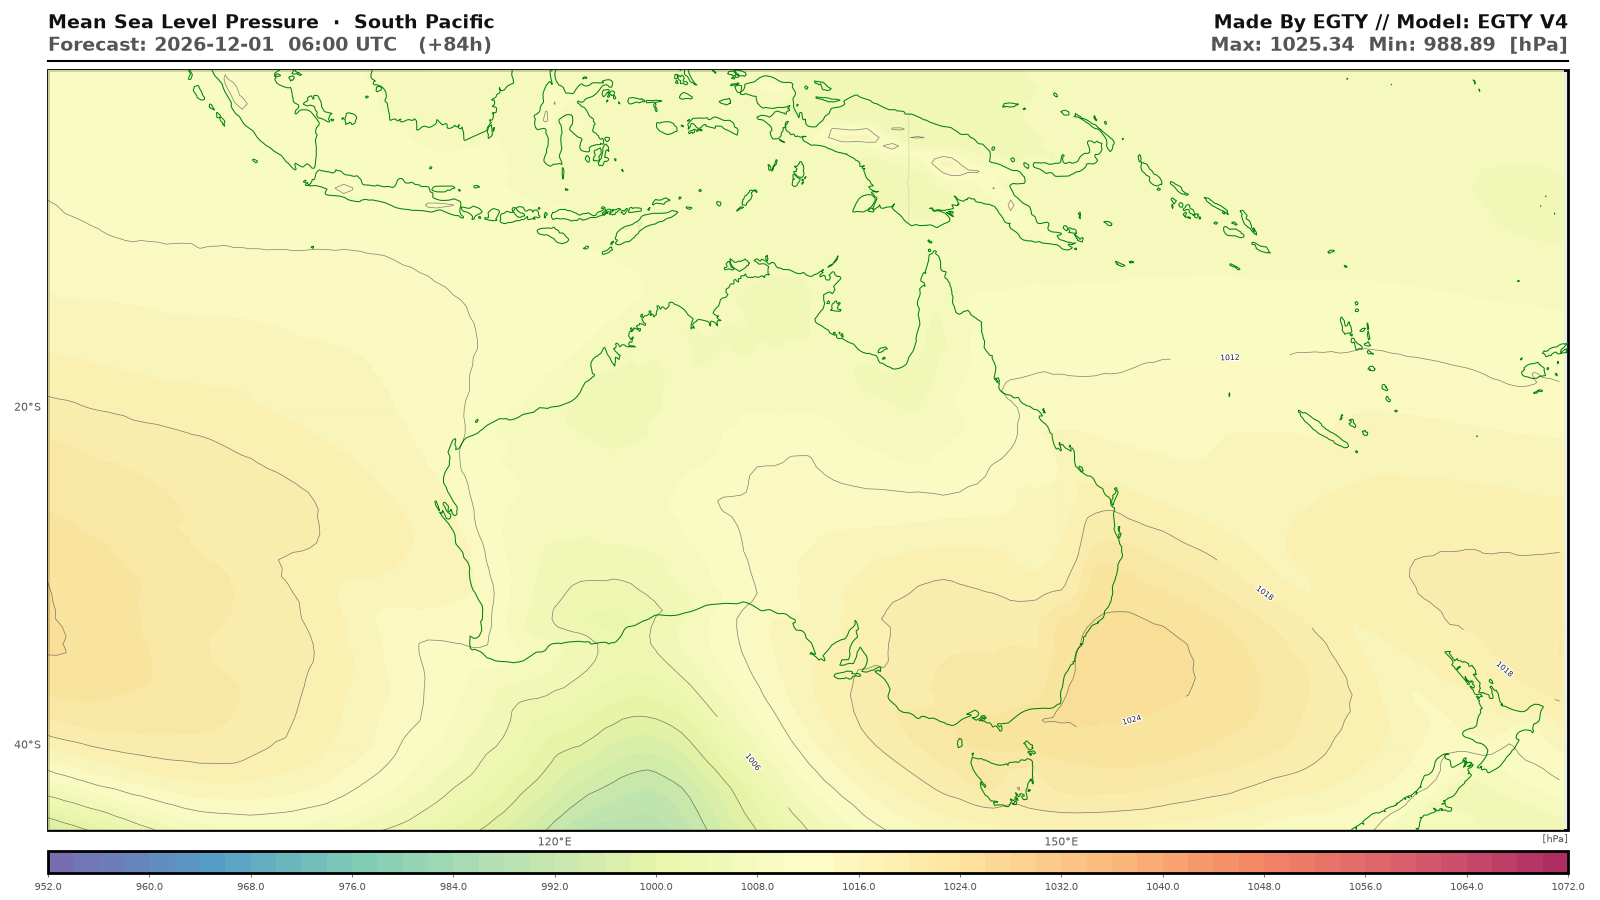 Mean Sea Level Pressure · South Pacific
Made By EGTY // Model: EGTY V4
Forecast: 2026-12-01 06:00 UTC (+84h)
Max: 1025.34 Min: 988.89 [hPa]
1012
20°S
1018
1018
1024
40°S
1006
120°E
150°E
[hPa]
952.0 960.0 968.0 976.0 984.0 992.0 1000.0 1008.0 1016.0 1024.0 1032.0 1040.0 1048.0 1056.0 1064.0 1072.0